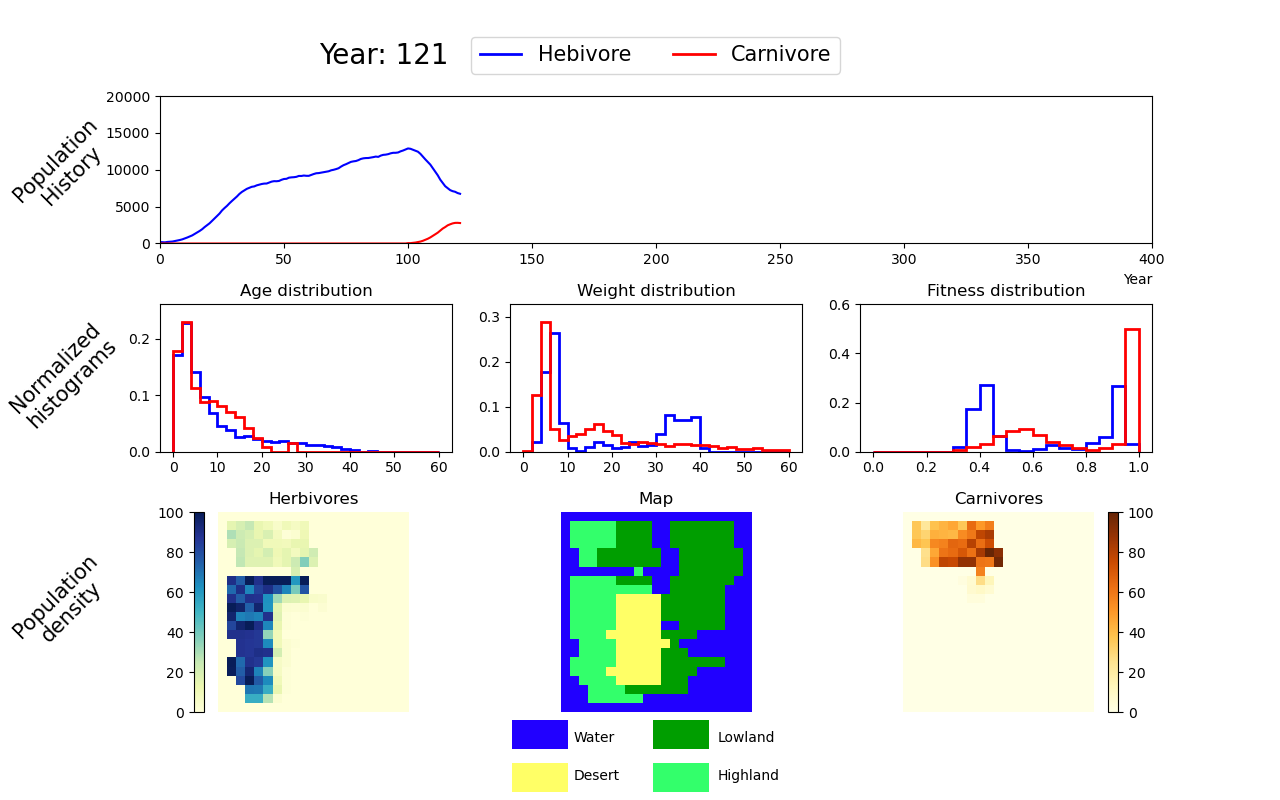 Year: 121
Hebivore
Carnivore
Population
History
20000
15000
10000
5000
0
0 50 100 150 200 250 300 350 400
Year
Normalized
histograms
Age distribution
0.2
0.1
0.0
0 10 20 30 40 50 60
Weight distribution
0.3
0.2
0.1
0.0
0 10 20 30 40 50 60
Fitness distribution
0.6
0.4
0.2
0.0
0.0 0.2 0.4 0.6 0.8 1.0
Population
density
Herbivores
100
80
60
40
20
0
Map
Carnivores
100
80
60
40
20
0
Water
Lowland
Desert
Highland